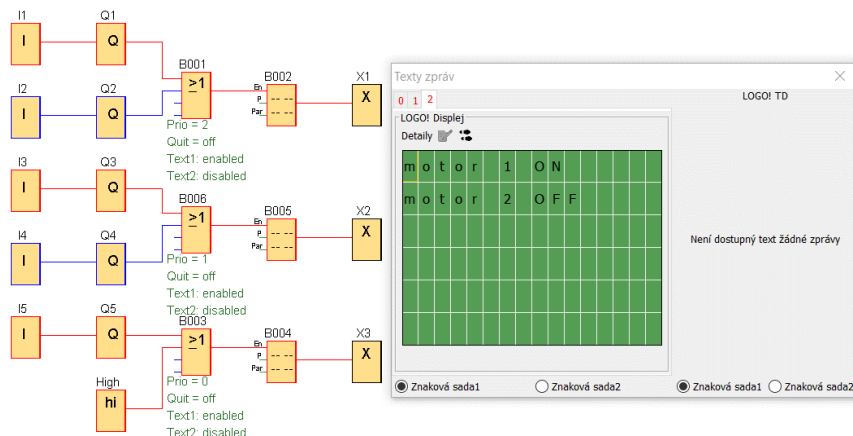 I1 Q1
I Q
B001
B002 X1
≥1 En P Par X
I2 Q2
I Q
Prio = 2
Quit = off
Text1: enabled
Text2: disabled
I3 Q3
I Q
B006
B005 X2
≥1 En P Par X
I4 Q4
I Q
Prio = 1
Quit = off
Text1: enabled
Text2: disabled
I5 Q5
I Q
B003
B004 X3
≥1 En P Par X
High
hi
Prio = 0
Quit = off
Text1: enabled
Text2: disabled
Texty zpráv
0 1 2
LOGO! Displej
Detaily
motor 1 ON
motor 2 OFF
Znaková sada1 Znaková sada2
LOGO! TD
Není dostupný text žádné zprávy
Znaková sada1 Znaková sada2